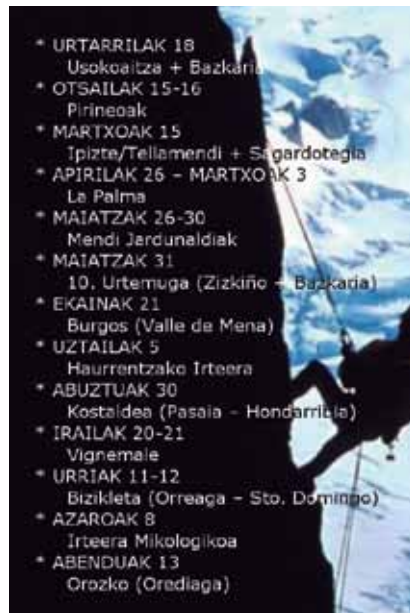 * URTARRILAK 18
Usokoaitza + Bazkaria
* OTSAILAK 15-16
Pirineoak
* MARTXOAK 15
Ipizte/Tellamendi + Sagardotegia
* APIRILAK 26 – MARTXOAK 3
La Palma
* MAIATZAK 26-30
Mendi Jardunaldiak
* MAIATZAK 31
10. Urtemuga (Zizkiño + Bazkaria)
* EKAINAK 21
Burgos (Valle de Mena)
* UZTAILAK 5
Haurrentzako Irteera
* ABUZTUAK 30
Kostaldea (Pasaia – Hondarribia)
* IRAILAK 20-21
Vignemale
* URRIAK 11-12
Bizikleta (Orreaga – Sto. Domingo)
* AZAROAK 8
Irteera Mikologikoa
* ABENDUAK 13
Orozko (Orediaga)